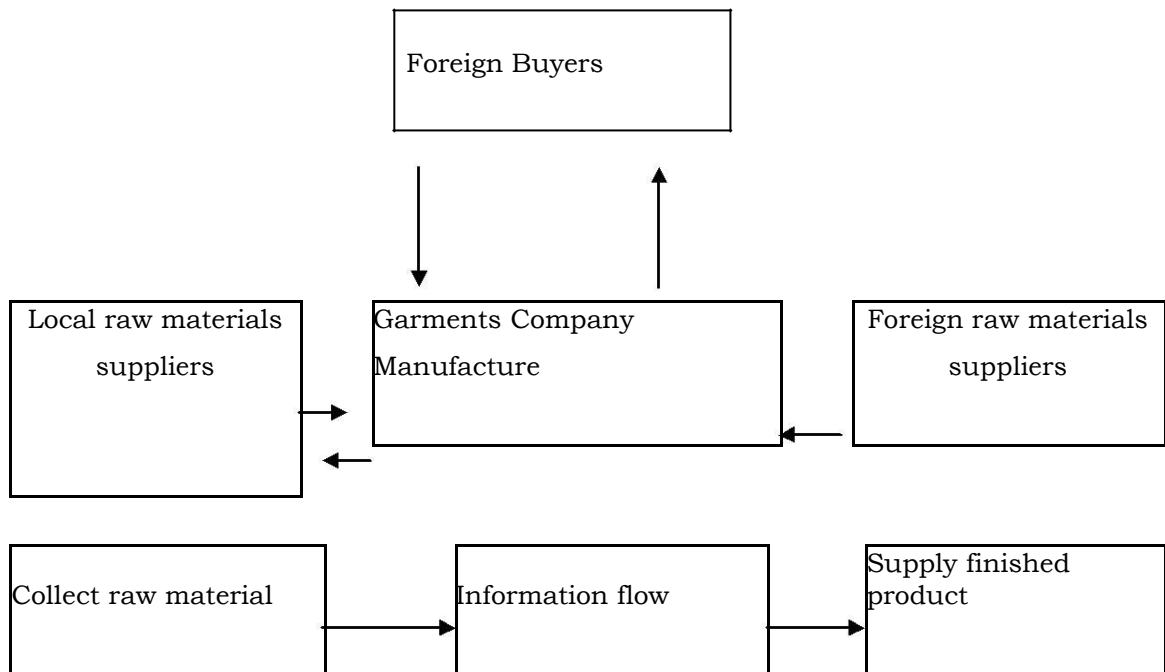 Foreign Buyers
Local raw materials
suppliers
Garments Company
Manufacture
Foreign raw materials
suppliers
Collect raw material
Information flow
Supply finished
product